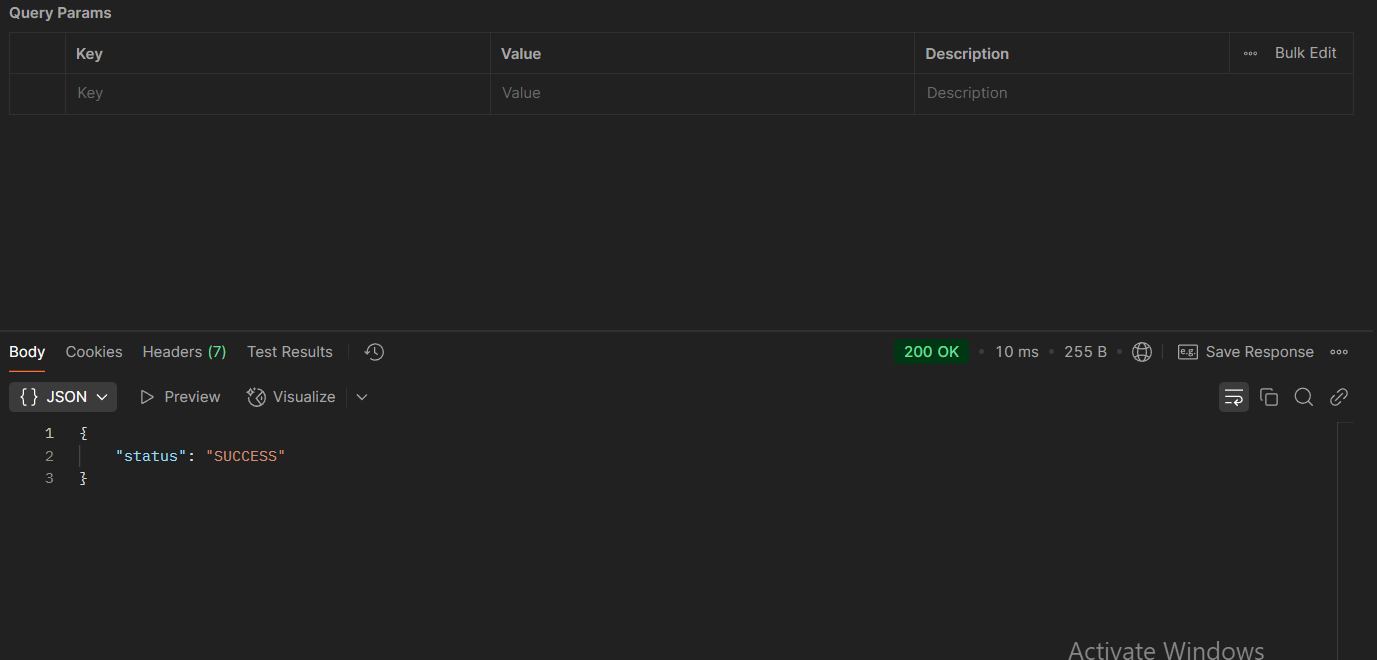 Query Params
Key Value Description Bulk Edit
Key Value Description
Body Cookies Headers (7) Test Results 200 OK • 10 ms • 255 B • e.g. Save Response
{} JSON Preview Visualize
1 {
2 "status": "SUCCESS"
3 }
Activate Windows